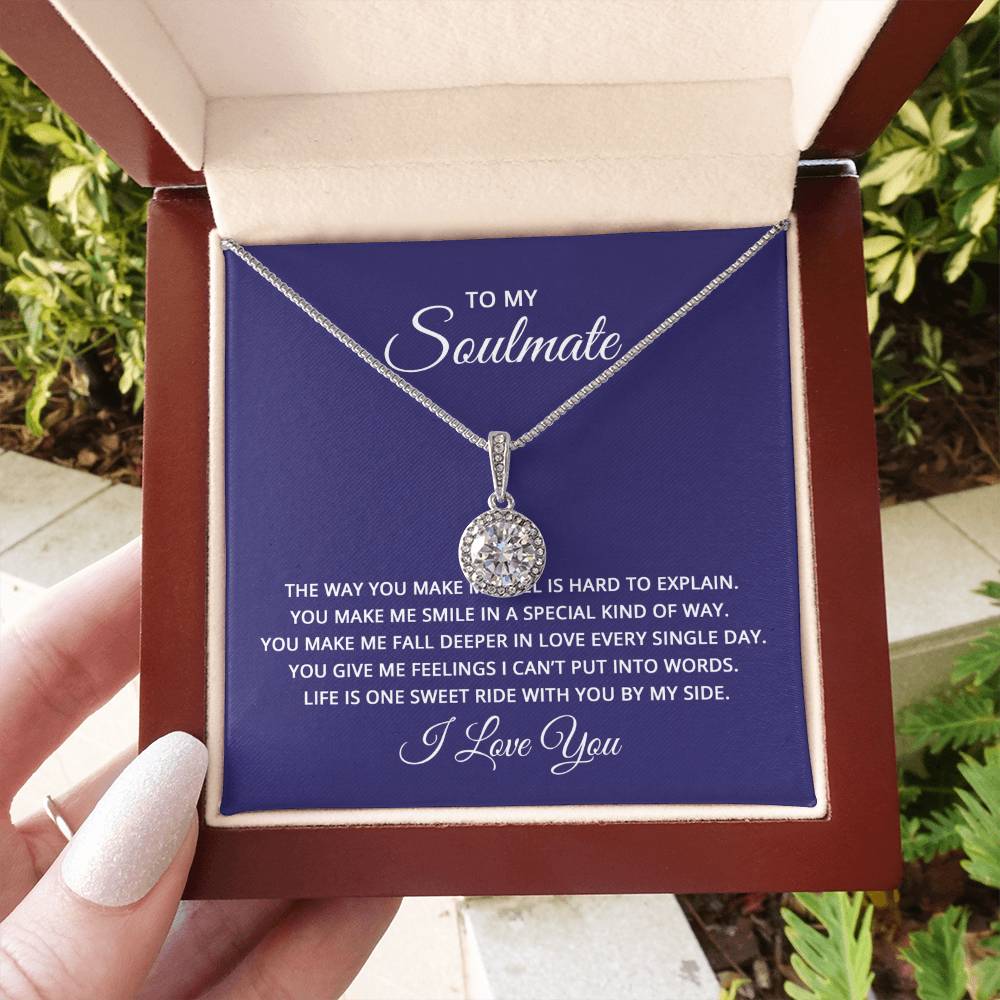 TO MY
Soulmate
THE WAY YOU MAKE IS HARD TO EXPLAIN.
YOU MAKE ME SMILE IN A SPECIAL KIND OF WAY.
YOU MAKE ME FALL DEEPER IN LOVE EVERY SINGLE DAY.
YOU GIVE ME FEELINGS I CAN'T PUT INTO WORDS.
LIFE IS ONE SWEET RIDE WITH YOU BY MY SIDE.
I Love You